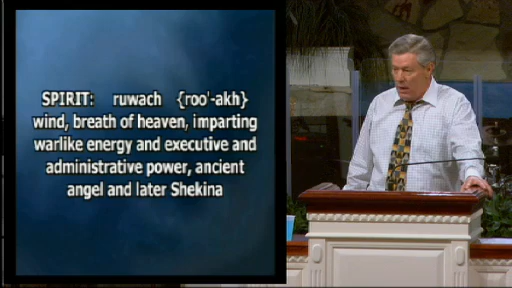 SPIRIT: ruwach {roo'-akh}
wind, breath of heaven, imparting
warlike energy and executive and
administrative power, ancient
angel and later Shekina